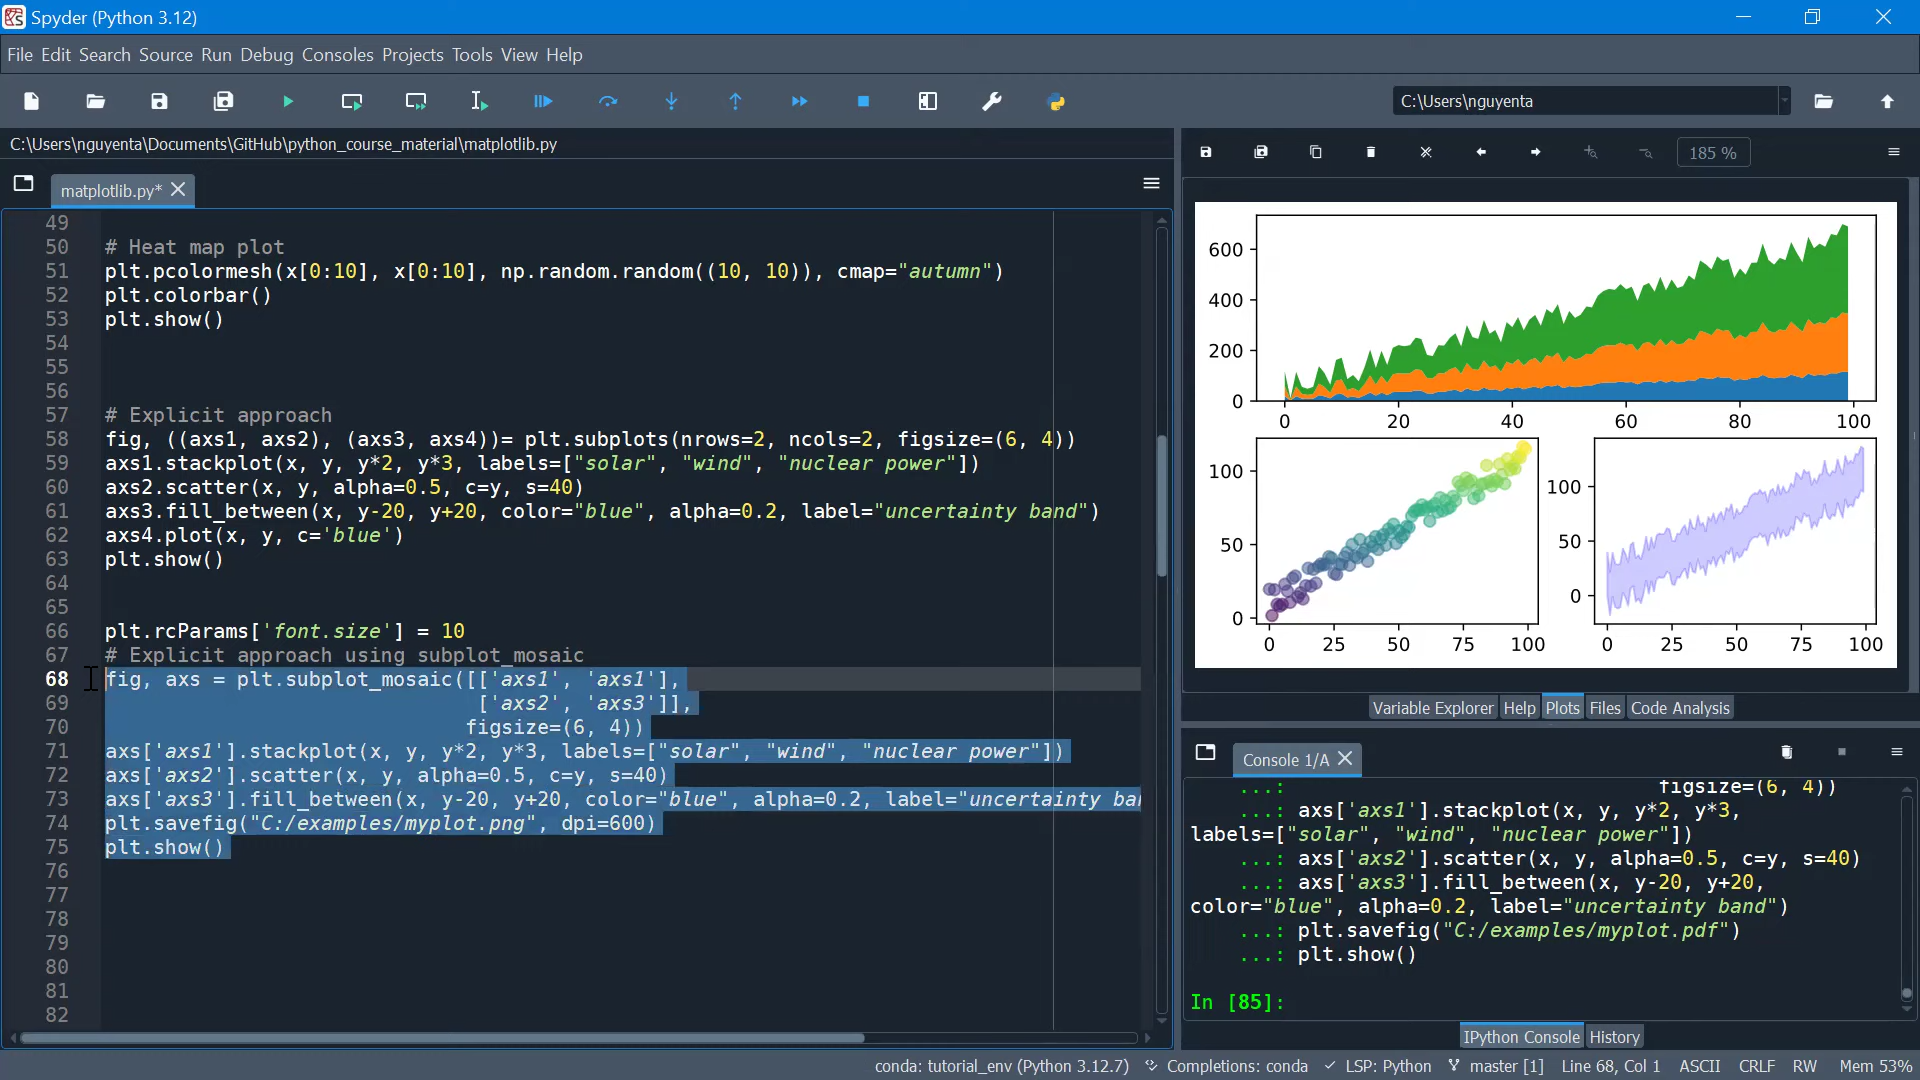 Spyder (Python 3.12)
File Edit Search Source Run Debug Consoles Projects Tools View Help
C:\Users\nguyenta
C:\Users\nguyenta\Documents\GitHub\python_course_material\matplotlib.py
matplotlib.py*
49
50 # Heat map plot
51 plt.pcolormesh(x[0:10], x[0:10], np.random.random((10, 10)), cmap="autumn")
52 plt.colorbar()
53 plt.show()
54
55
56
57 # Explicit approach
58 fig, ((axs1, axs2), (axs3, axs4))= plt.subplots(nrows=2, ncols=2, figsize=(6, 4))
59 axs1.stackplot(x, y, y*2, y*3, labels=["solar", "wind", "nuclear power"])
60 axs2.scatter(x, y, alpha=0.5, c=y, s=40)
61 axs3.fill_between(x, y-20, y+20, color="blue", alpha=0.2, label="uncertainty band")
62 axs4.plot(x, y, c='blue')
63 plt.show()
64
65
66 plt.rcParams['font.size'] = 10
67 # Explicit approach using subplot_mosaic
68 fig, axs = plt.subplot_mosaic([['axs1', 'axs1'],
69 ['axs2', 'axs3']],
70 figsize=(6, 4))
71 axs['axs1'].stackplot(x, y, y*2, y*3, labels=["solar", "wind", "nuclear power"])
72 axs['axs2'].scatter(x, y, alpha=0.5, c=y, s=40)
73 axs['axs3'].fill_between(x, y-20, y+20, color="blue", alpha=0.2, label="uncertainty ba
74 plt.savefig("C:/examples/myplot.png", dpi=600)
75 plt.show()
76
77
78
79
80
81
82
185 %
600
400
200
0
0 20 40 60 80 100
100
50
0
0 25 50 75 100
100
50
0
0 25 50 75 100
Variable Explorer Help Plots Files Code Analysis
Console 1/A
...: figsize=(6, 4))
...: axs['axs1'].stackplot(x, y, y*2, y*3,
labels=["solar", "wind", "nuclear power"])
...: axs['axs2'].scatter(x, y, alpha=0.5, c=y, s=40)
...: axs['axs3'].fill_between(x, y-20, y+20,
color="blue", alpha=0.2, label="uncertainty band")
...: plt.savefig("C:/examples/myplot.pdf")
...: plt.show()
In [85]:
IPython Console History
conda: tutorial_env (Python 3.12.7) Completions: conda LSP: Python master [1] Line 68, Col 1 ASCII CRLF RW Mem 53%